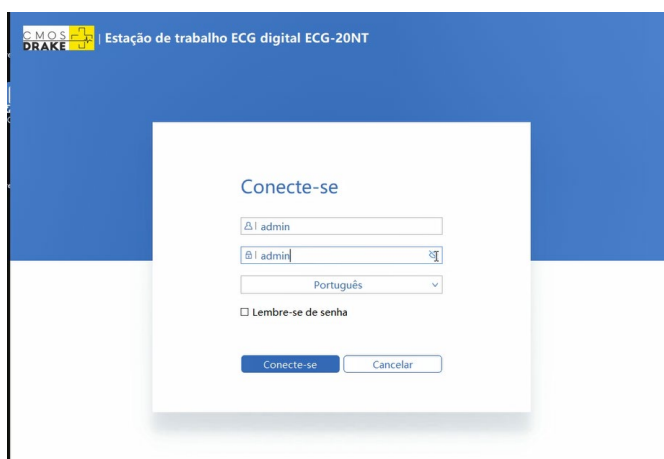 CMOS
DRAKE | Estação de trabalho ECG digital ECG-20NT
Conecte-se
admin
admin
Português
Lembre-se de senha
Conecte-se Cancelar